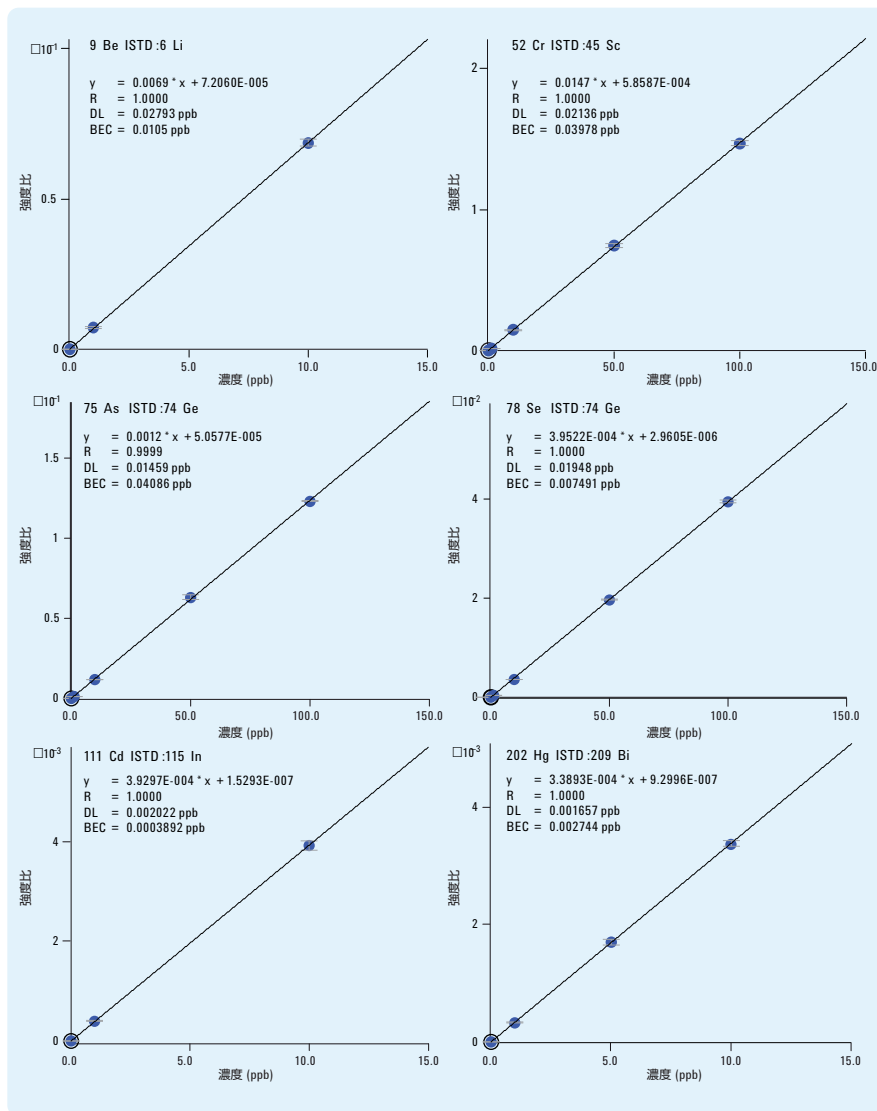 □10⁻¹
9 Be ISTD :6 Li
y = 0.0069 * x + 7.2060E-005
R = 1.0000
DL = 0.02793 ppb
BEC = 0.0105 ppb
0.5
0
強度比
0.0 5.0 10.0 15.0
濃度 (ppb)
52 Cr ISTD :45 Sc
y = 0.0147 * x + 5.8587E-004
R = 1.0000
DL = 0.02136 ppb
BEC = 0.03978 ppb
2
1
0
強度比
0.0 50.0 100.0 150.0
濃度 (ppb)
□10⁻¹
75 As ISTD :74 Ge
y = 0.0012 * x + 5.0577E-005
R = 0.9999
DL = 0.01459 ppb
BEC = 0.04086 ppb
1.5
1
0.5
0
強度比
0.0 50.0 100.0 150.0
濃度 (ppb)
□10⁻²
78 Se ISTD :74 Ge
y = 3.9522E-004 * x + 2.9605E-006
R = 1.0000
DL = 0.01948 ppb
BEC = 0.007491 ppb
4
2
0
強度比
0.0 50.0 100.0 150.0
濃度 (ppb)
□10⁻³
111 Cd ISTD :115 In
y = 3.9297E-004 * x + 1.5293E-007
R = 1.0000
DL = 0.002022 ppb
BEC = 0.0003892 ppb
4
2
0
強度比
0.0 5.0 10.0 15.0
濃度 (ppb)
□10⁻³
202 Hg ISTD :209 Bi
y = 3.3893E-004 * x + 9.2996E-007
R = 1.0000
DL = 0.001657 ppb
BEC = 0.002744 ppb
4
2
0
強度比
0.0 5.0 10.0 15.0
濃度 (ppb)